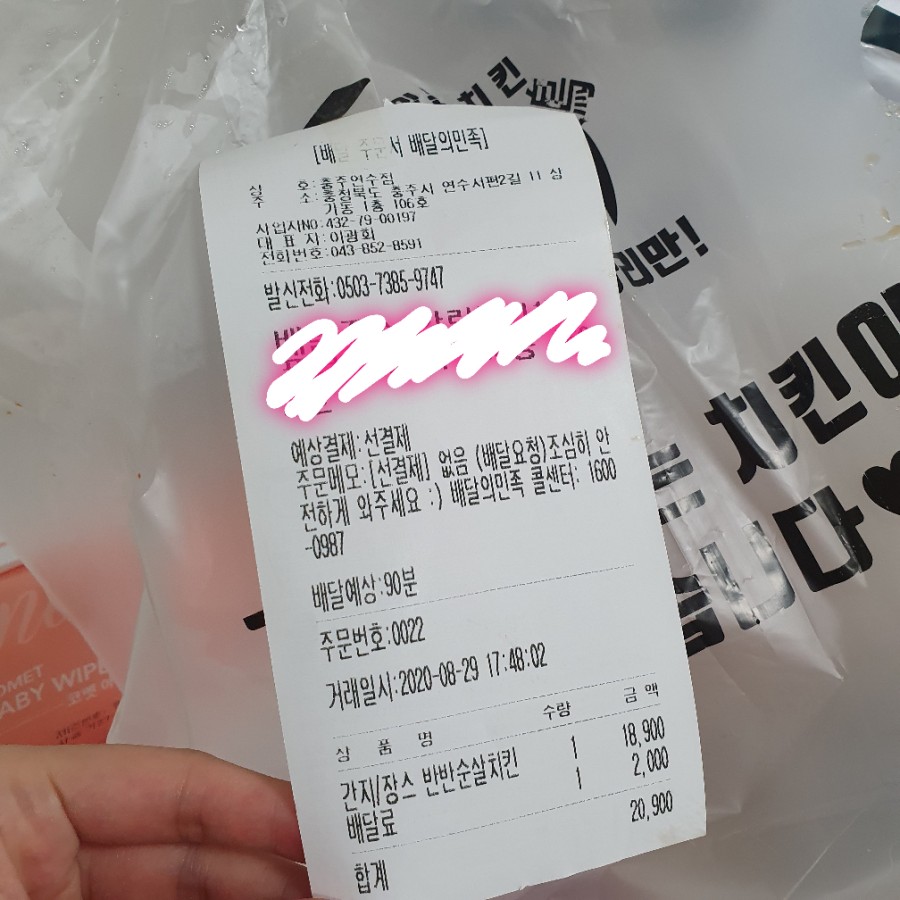 [배달 주문서 배달의민족]
상 호:충주연수점
주 소:충청북도 충주시 연수서편2길 11 상
가동 1층 106호
사업자NO:432-79-00197
대 표 자:이광희
전화번호:043-852-8591
발신전화:0503-7385-9747
예상결제:선결제
주문메모:[선결제] 없음 (배달요청)조심히 안
전하게 와주세요 :) 배달의민족 콜센터: 1600
-0987
배달예상:90분
주문번호:0022
거래일시:2020-08-29 17:48:02
상 품 명 수량 금 액
간지/장스 반반순살치킨 1 18,900
배달료 1 2,000
합계 20,900
치킨
치킨
습니다
BABY WIPE